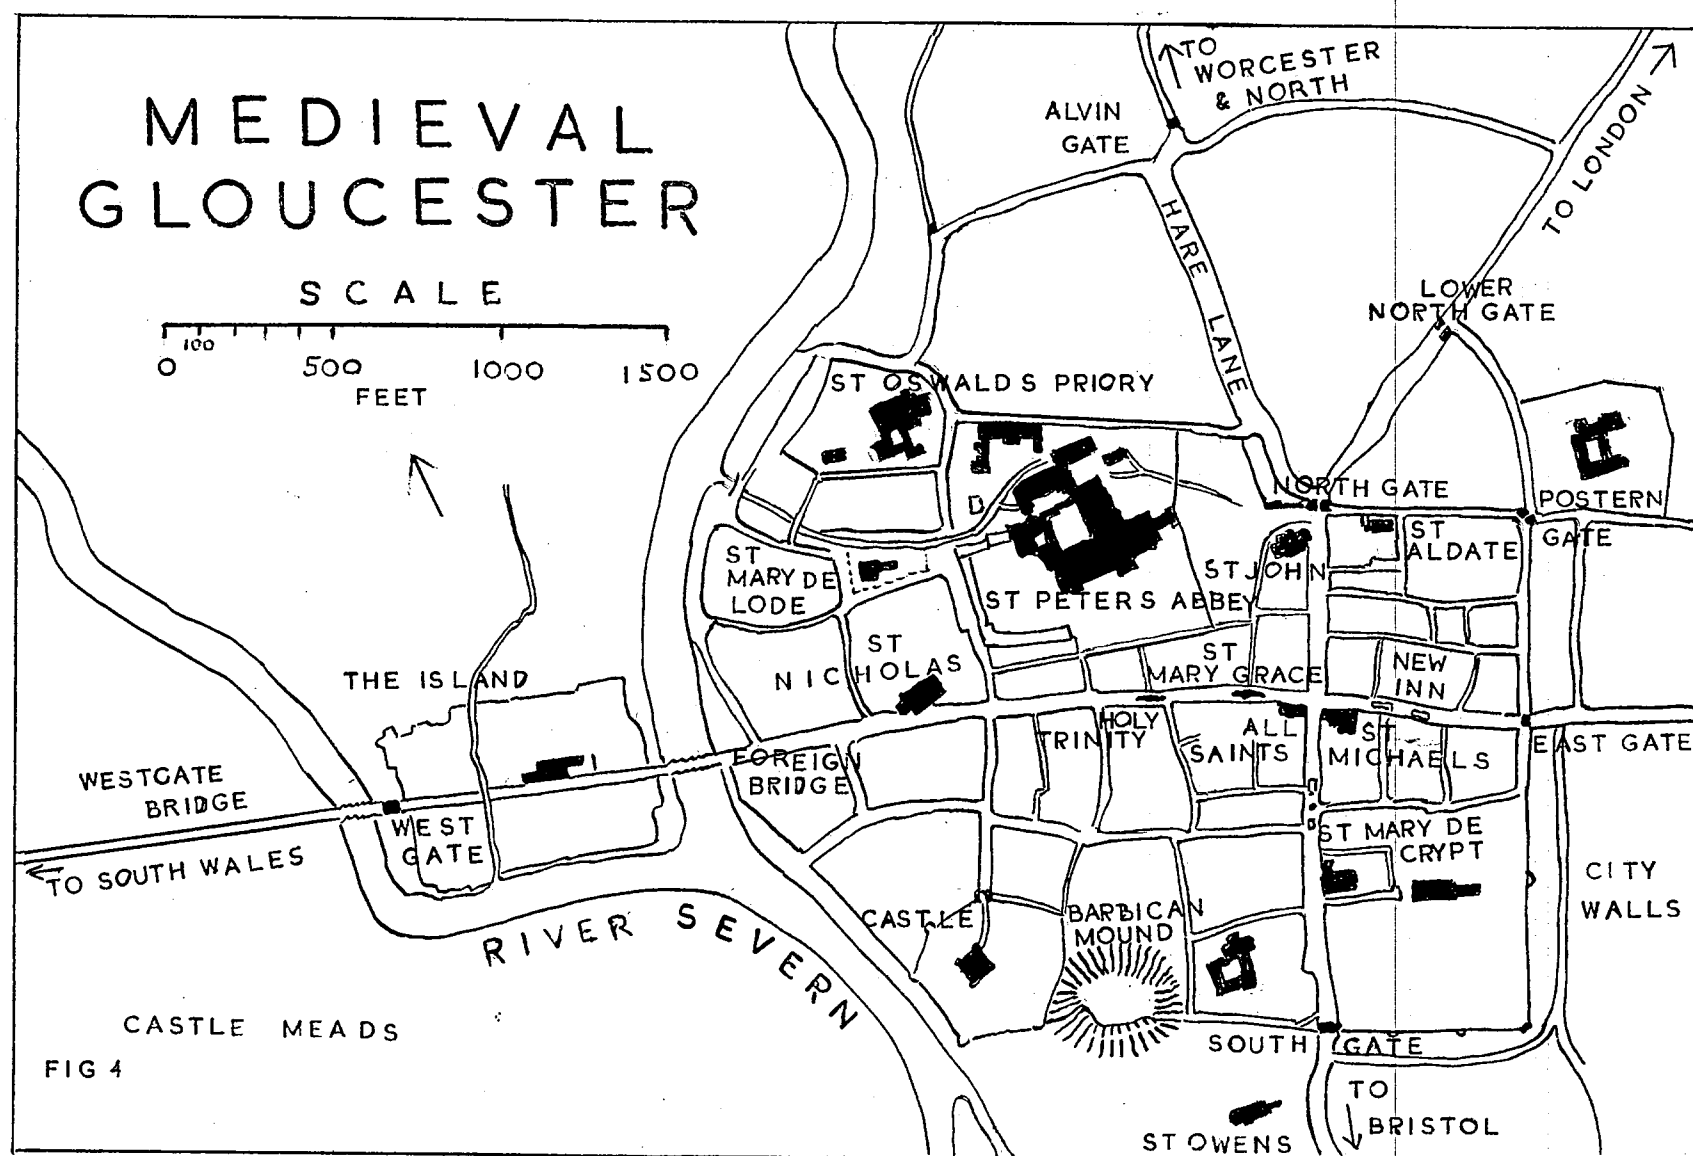 MEDIEVAL
GLOUCESTER
SCALE
100
0 500 1000 1500
FEET
TO
WORCESTER
& NORTH
ALVIN
GATE
TO LONDON
HARE LANE
LOWER
NORTH GATE
ST OSWALDS PRIORY
NORTH GATE
POSTERN
GATE
ST
ALDATE
ST JOHN
ST
MARY DE
LODE
ST PETERS ABBEY
ST
NICHOLAS
ST
MARY GRACE
NEW
INN
THE ISLAND
HOLY
TRINITY
ALL
SAINTS
ST
MICHAELS
EAST GATE
FOREIGN
BRIDGE
WESTGATE
BRIDGE
WEST
GATE
TO SOUTH WALES
ST MARY DE
CRYPT
CITY
WALLS
CASTLE
BARBICAN
MOUND
RIVER SEVERN
CASTLE MEADS
SOUTH GATE
FIG 4
TO
BRISTOL
ST OWENS